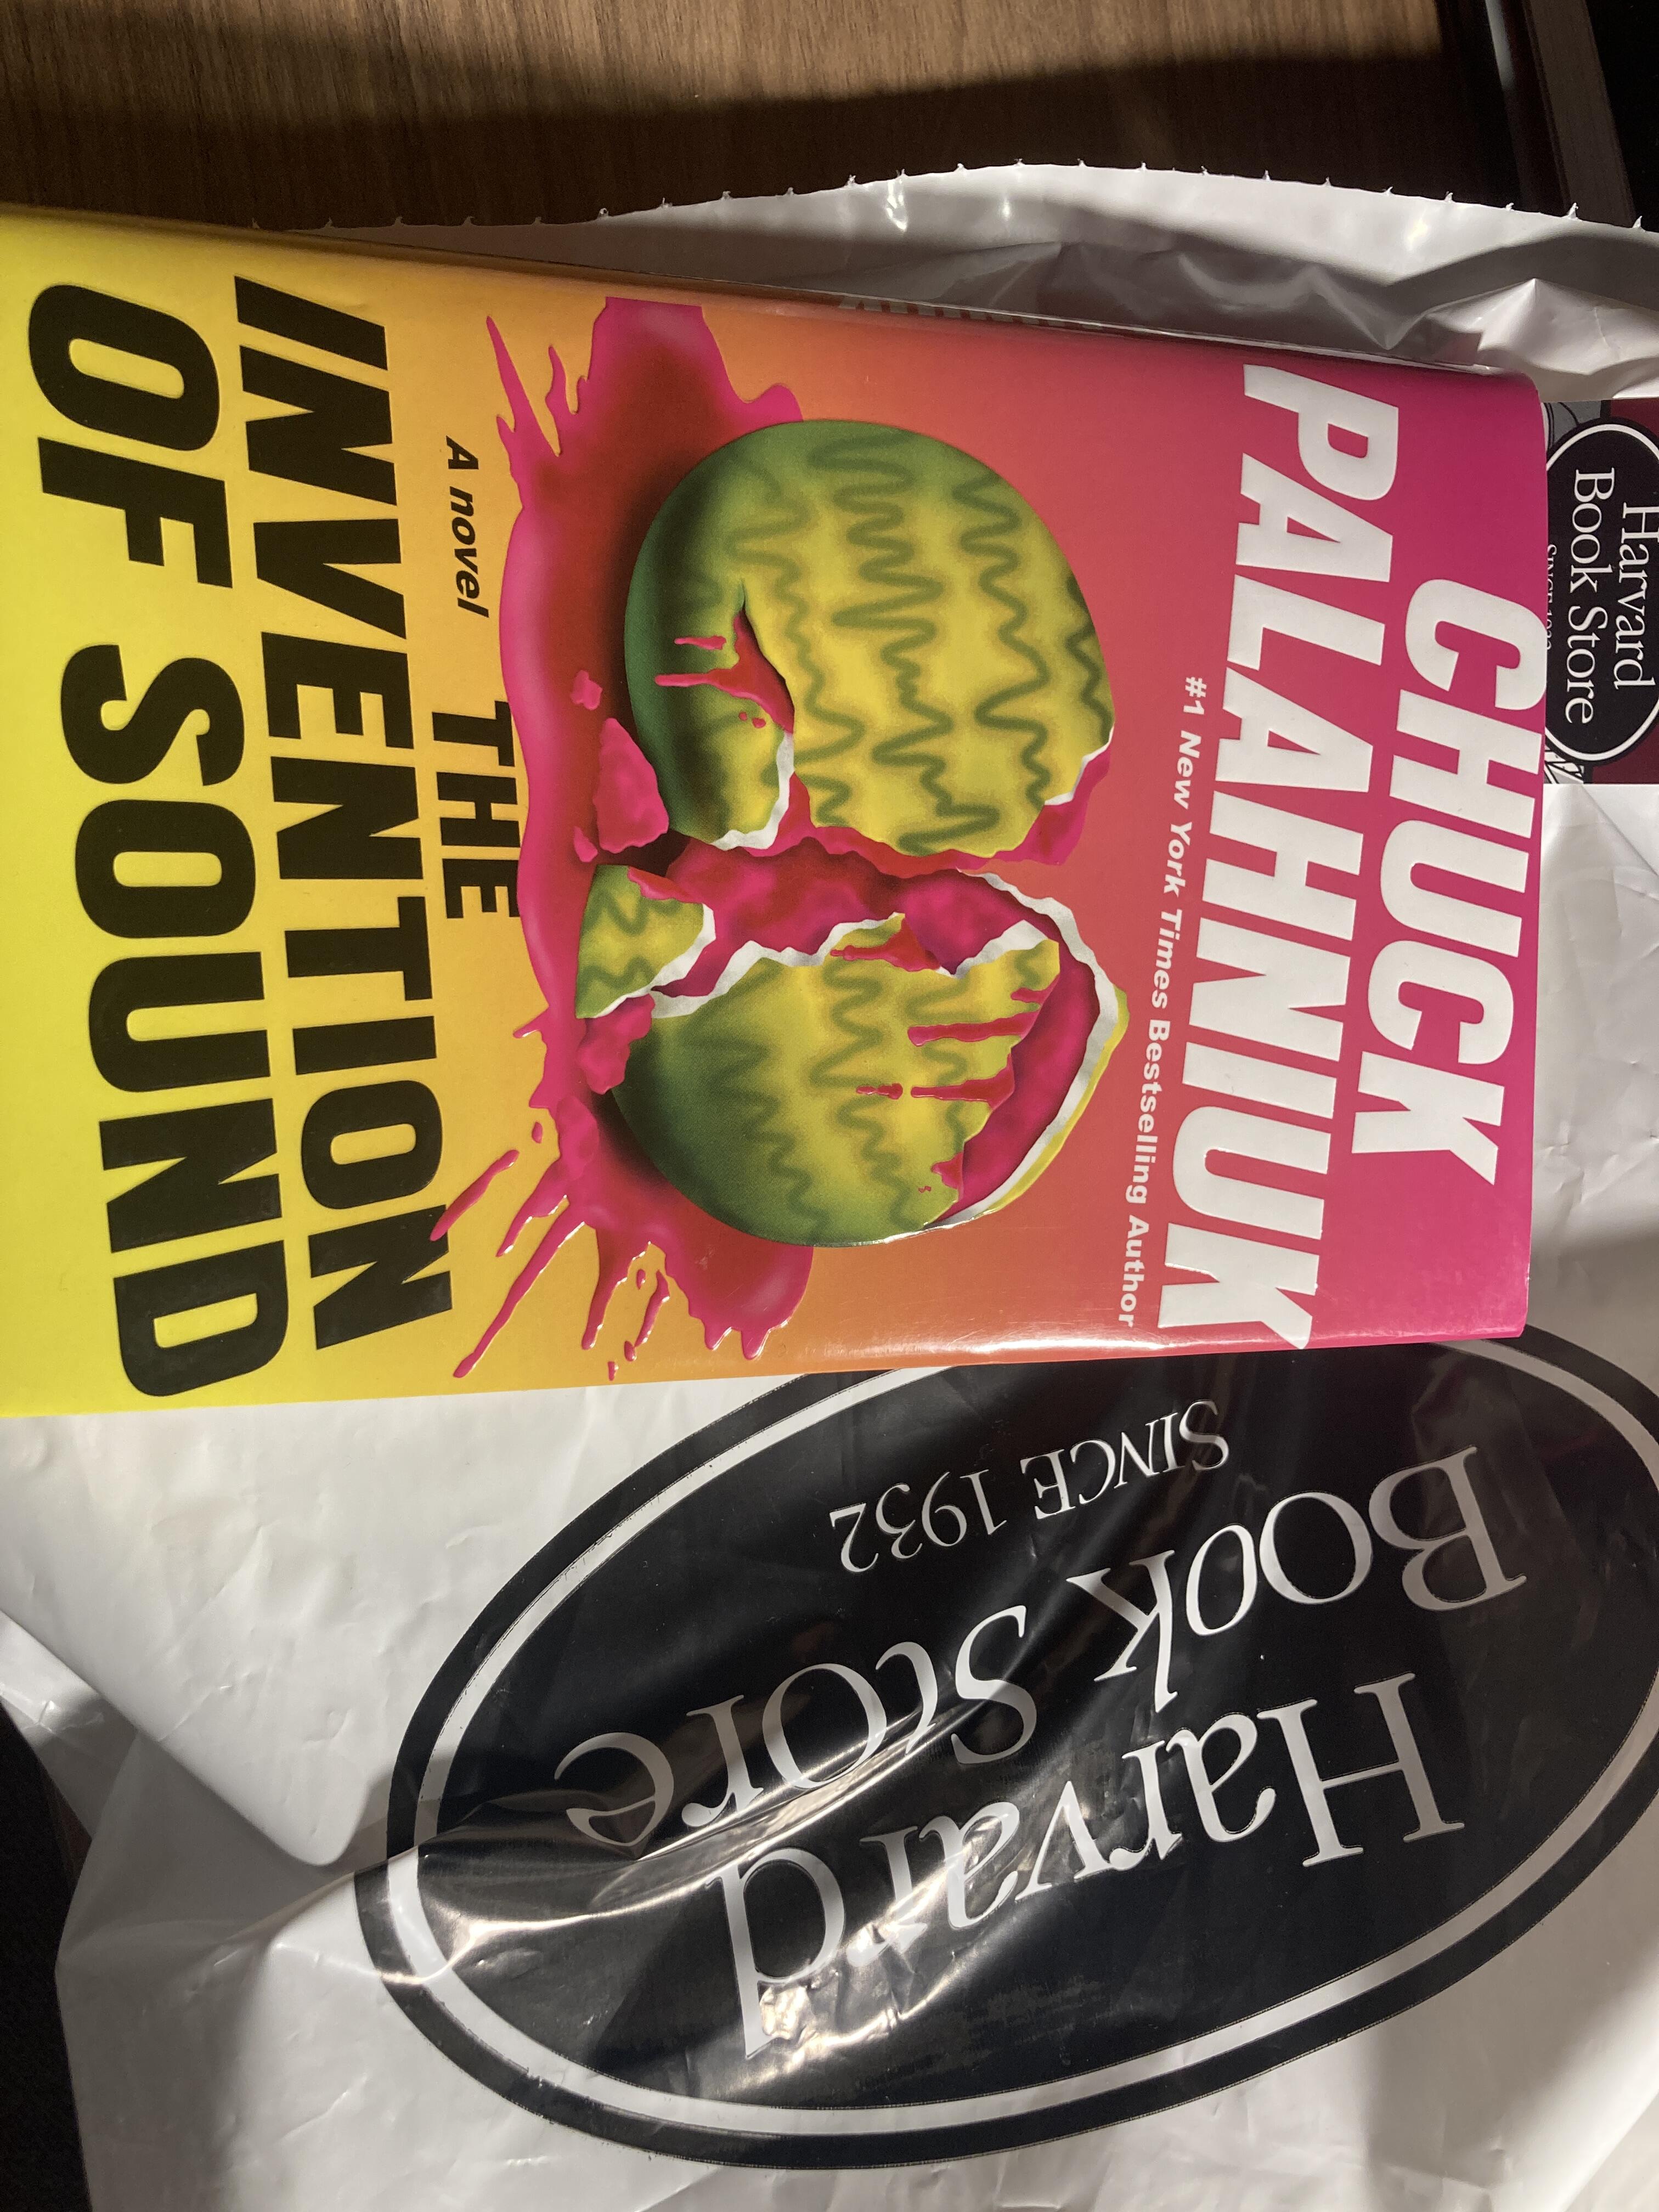 CHUCK
PALAHNIUK
#1 New York Times Bestselling Author
A novel
THE
INVENTION
OF SOUND
Harvard
Book Store
Harvard
Book Store
SINCE 1932